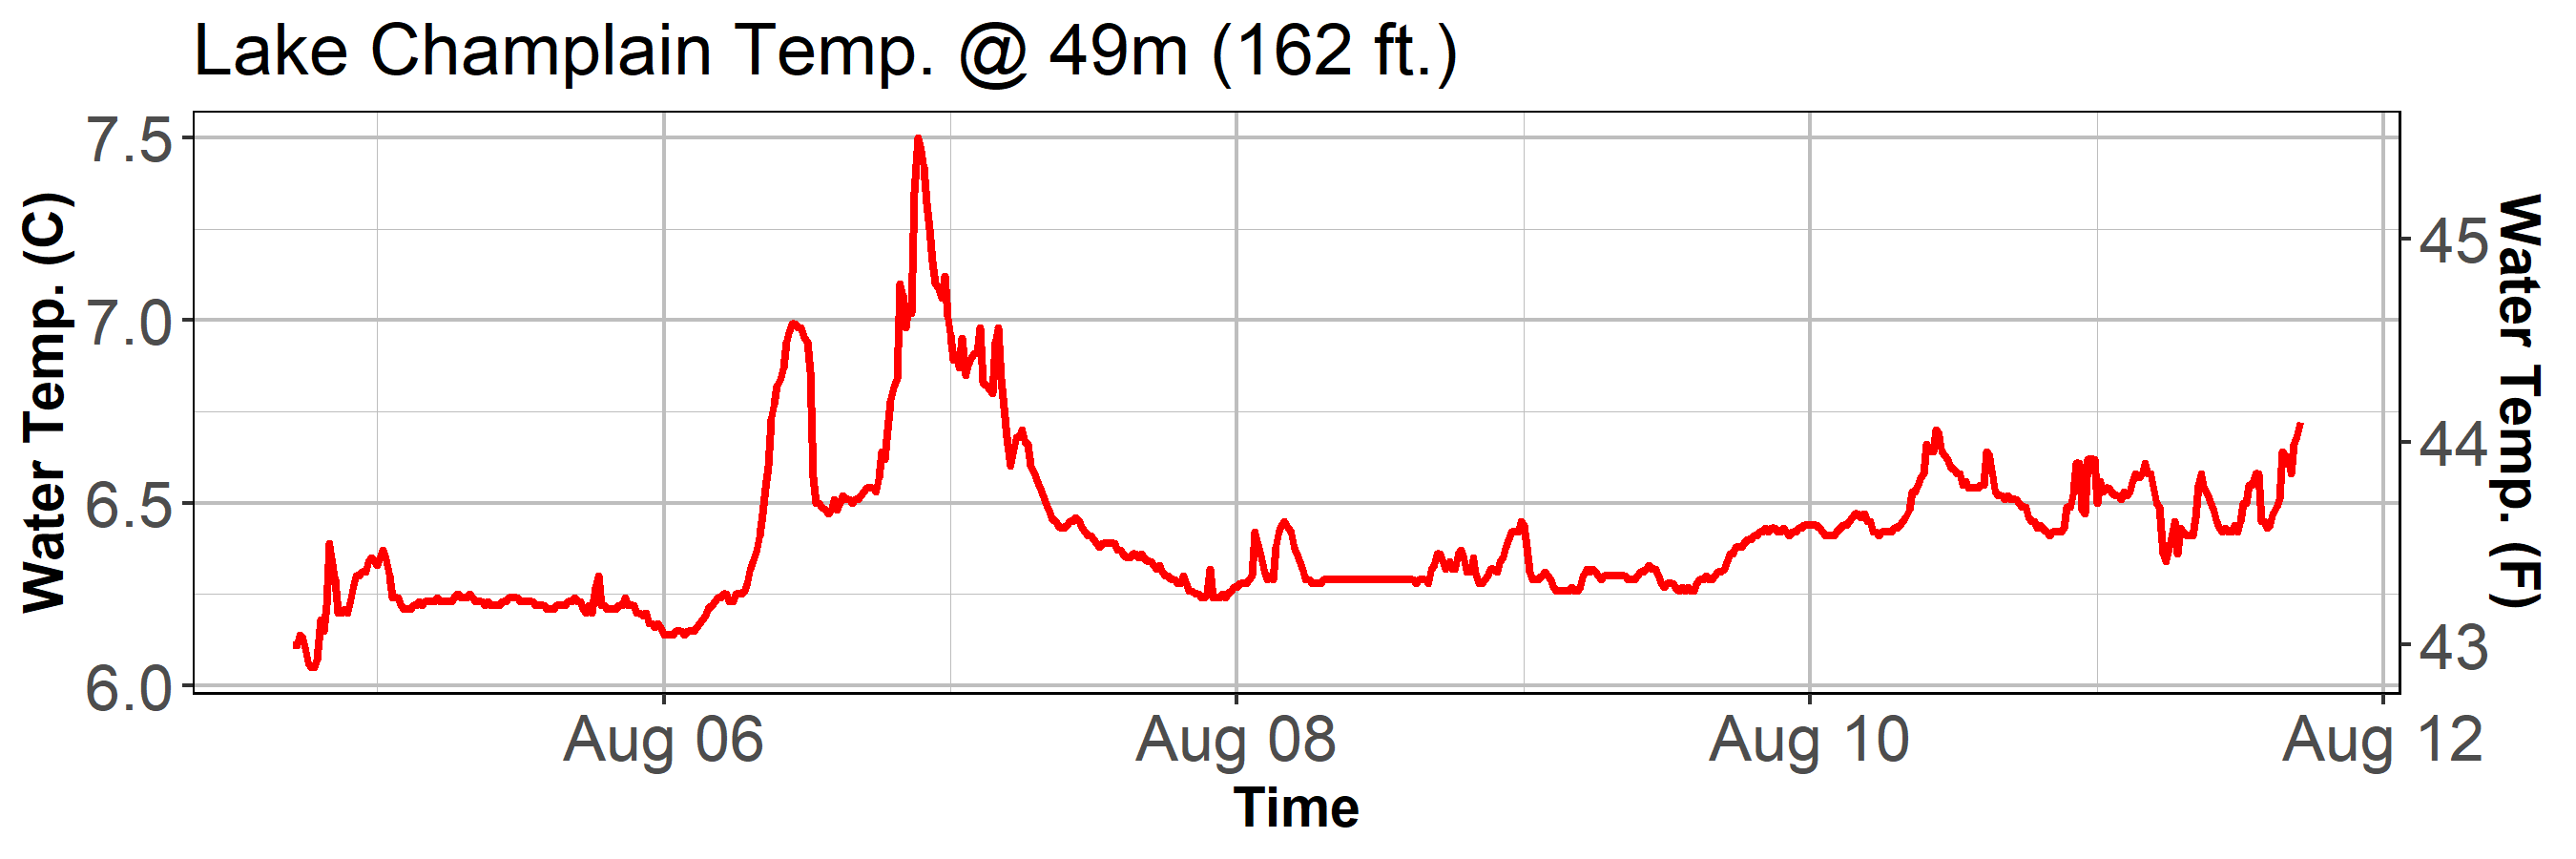 Lake Champlain Temp. @ 49m (162 ft.)
Water Temp. (C)
7.5
7.0
6.5
6.0
45
44
43
Water Temp. (F)
Aug 06 Aug 08 Aug 10 Aug 12
Time